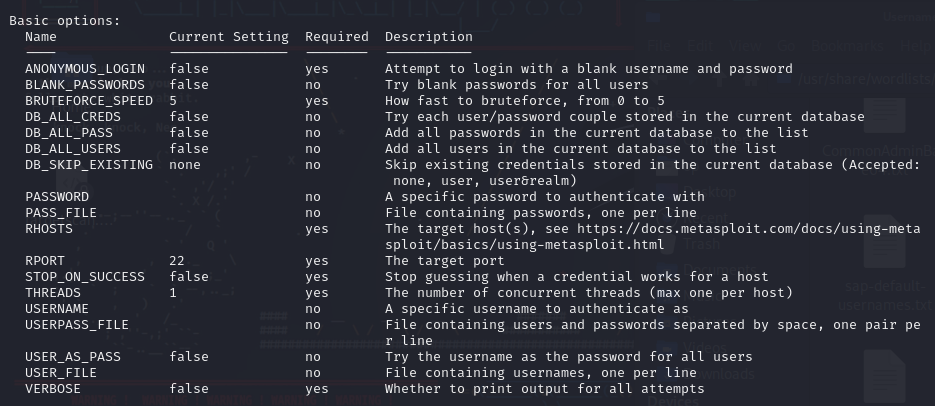 Basic options:
Name Current Setting Required Description
ANONYMOUS_LOGIN false yes Attempt to login with a blank username and password
BLANK_PASSWORDS false no Try blank passwords for all users
BRUTEFORCE_SPEED 5 yes How fast to bruteforce, from 0 to 5
DB_ALL_CREDS false no Try each user/password couple stored in the current database
DB_ALL_PASS false no Add all passwords in the current database to the list
DB_ALL_USERS false no Add all users in the current database to the list
DB_SKIP_EXISTING none no Skip existing credentials stored in the current database (Accepted:
none, user, user&realm)
PASSWORD no A specific password to authenticate with
PASS_FILE no File containing passwords, one per line
RHOSTS yes The target host(s), see https://docs.metasploit.com/docs/using-meta
sploit/basics/using-metasploit.html
RPORT 22 yes The target port
STOP_ON_SUCCESS false yes Stop guessing when a credential works for a host
THREADS 1 yes The number of concurrent threads (max one per host)
USERNAME no A specific username to authenticate as
USERPASS_FILE no File containing users and passwords separated by space, one pair pe
r line
USER_AS_PASS false no Try the username as the password for all users
USER_FILE no File containing usernames, one per line
VERBOSE false yes Whether to print output for all attempts